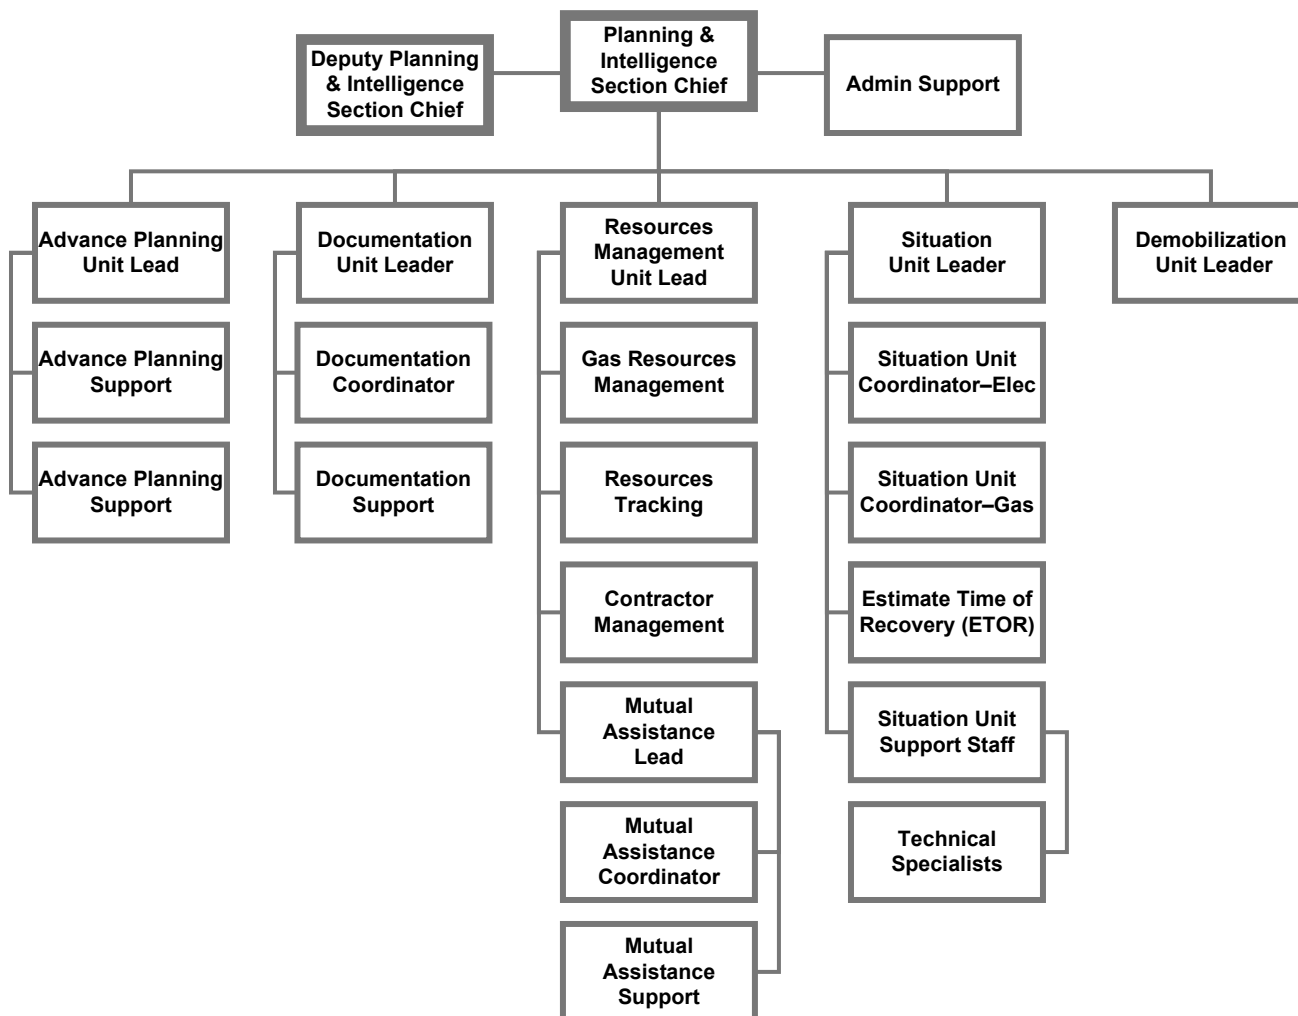 Deputy Planning
& Intelligence
Section Chief
Planning &
Intelligence
Section Chief
Admin Support
Advance Planning
Unit Lead
Documentation
Unit Leader
Resources
Management
Unit Lead
Situation
Unit Leader
Demobilization
Unit Leader
Advance Planning
Support
Documentation
Coordinator
Gas Resources
Management
Situation Unit
Coordinator–Elec
Advance Planning
Support
Documentation
Support
Resources
Tracking
Situation Unit
Coordinator–Gas
Contractor
Management
Estimate Time of
Recovery (ETOR)
Mutual
Assistance
Lead
Situation Unit
Support Staff
Mutual
Assistance
Coordinator
Technical
Specialists
Mutual
Assistance
Support